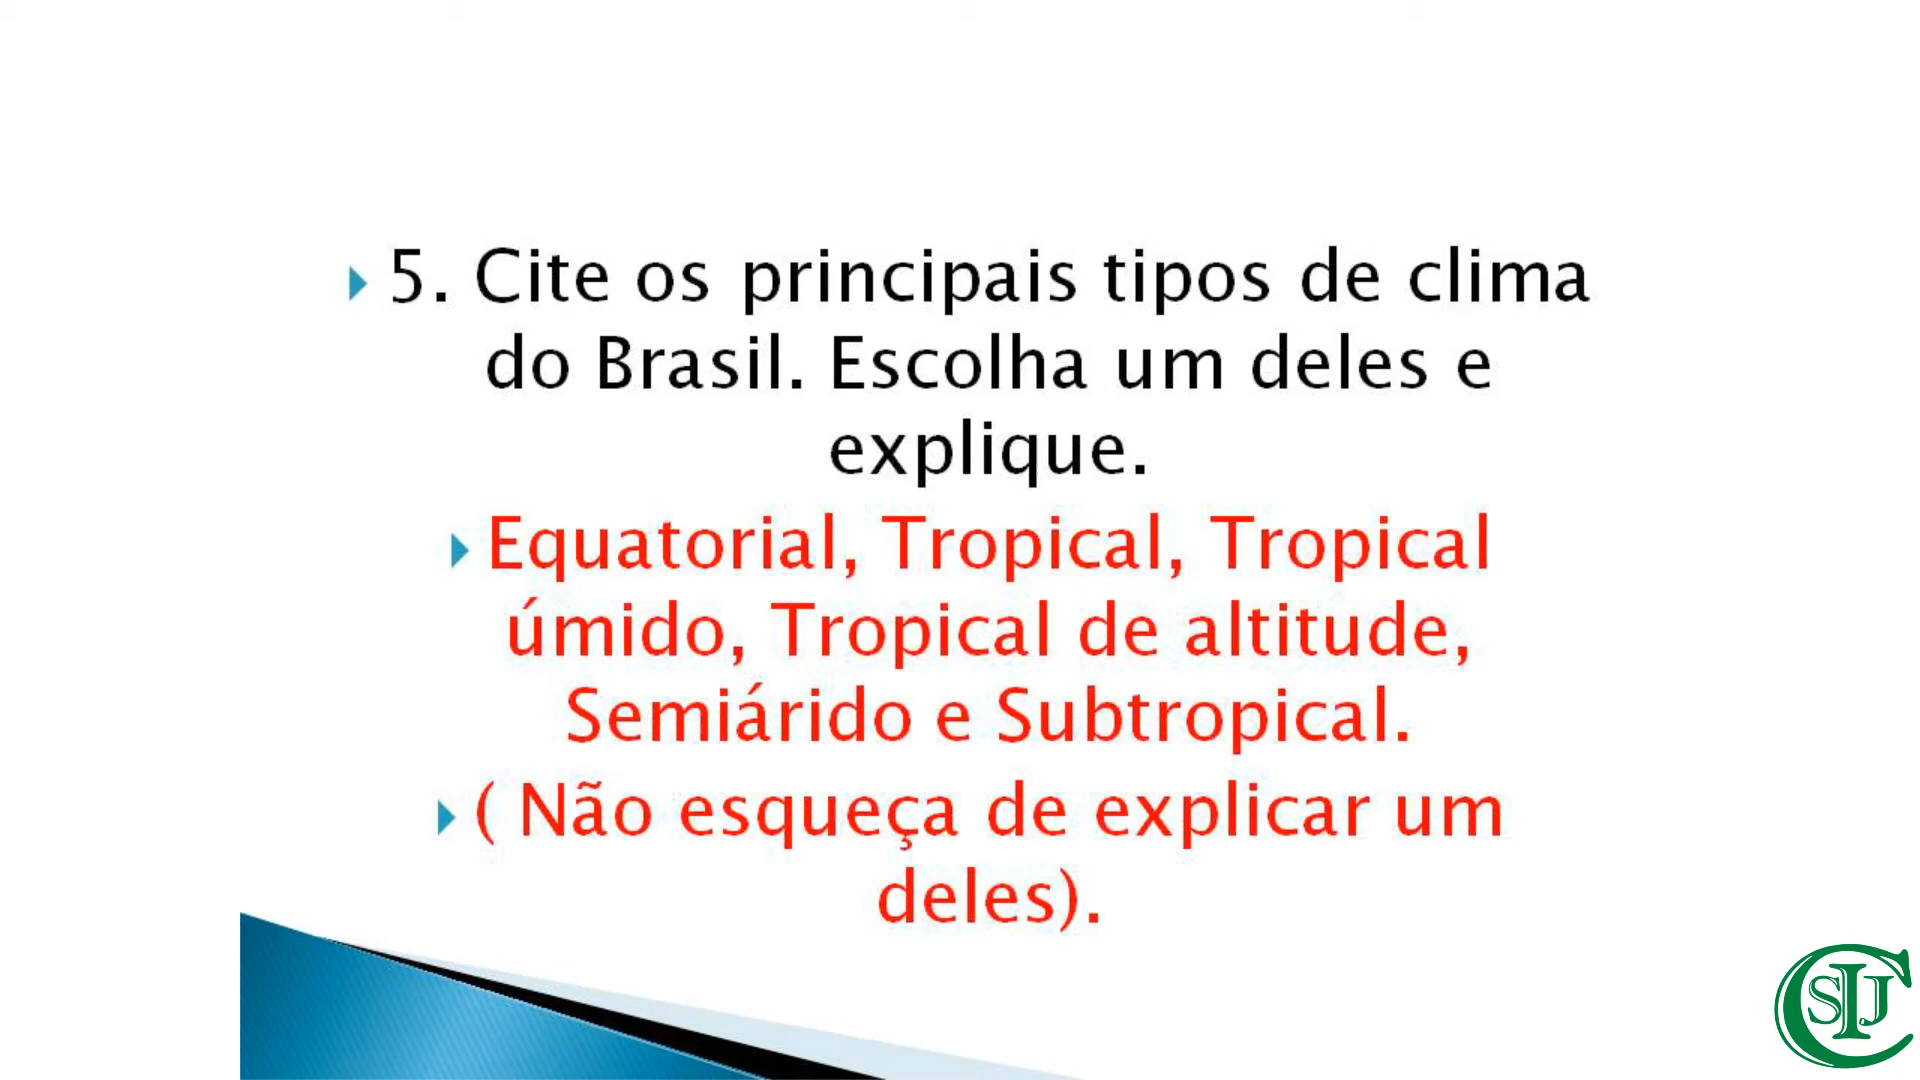 5. Cite os principais tipos de clima
do Brasil. Escolha um deles e
explique.
Equatorial, Tropical, Tropical
úmido, Tropical de altitude,
Semiárido e Subtropical.
( Não esqueça de explicar um
deles).
CSIJ